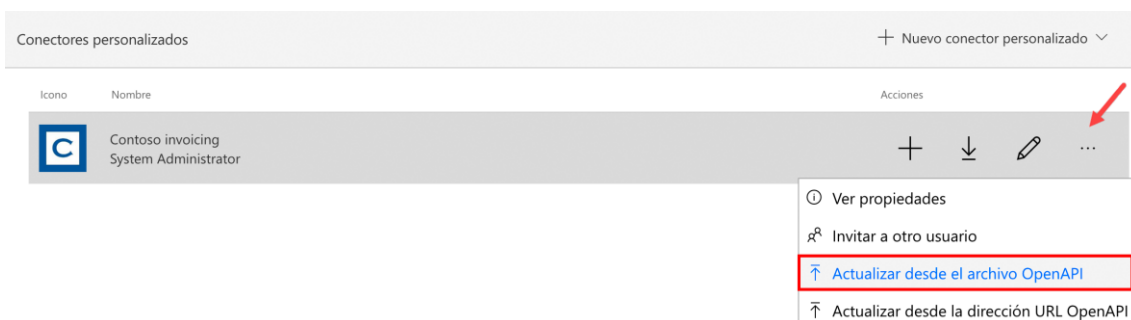 Conectores personalizados
Nuevo conector personalizado
Icono Nombre Acciones
C
Contoso invoicing
System Administrator
Ver propiedades
Invitar a otro usuario
Actualizar desde el archivo OpenAPI
Actualizar desde la dirección URL OpenAPI